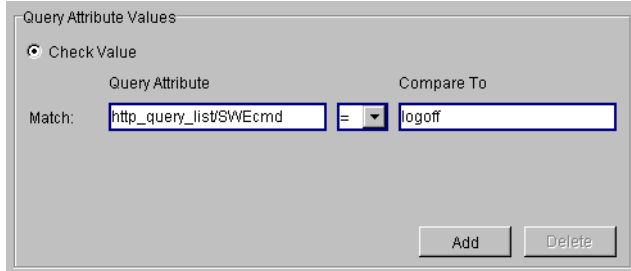 Query Attribute Values
Check Value
Query Attribute Compare To
Match: http_query_list/SWEcmd = logoff
Add Delete